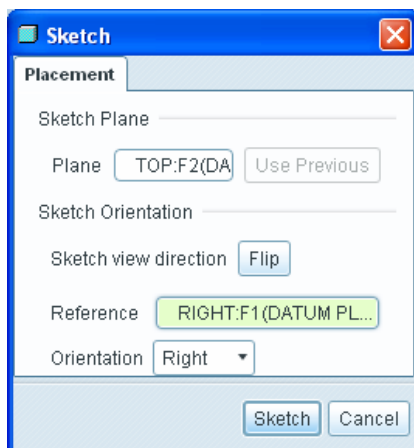 Sketch
Placement
Sketch Plane
Plane TOP:F2(DA Use Previous
Sketch Orientation
Sketch view direction Flip
Reference RIGHT:F1(DATUM PL...
Orientation Right
Sketch Cancel